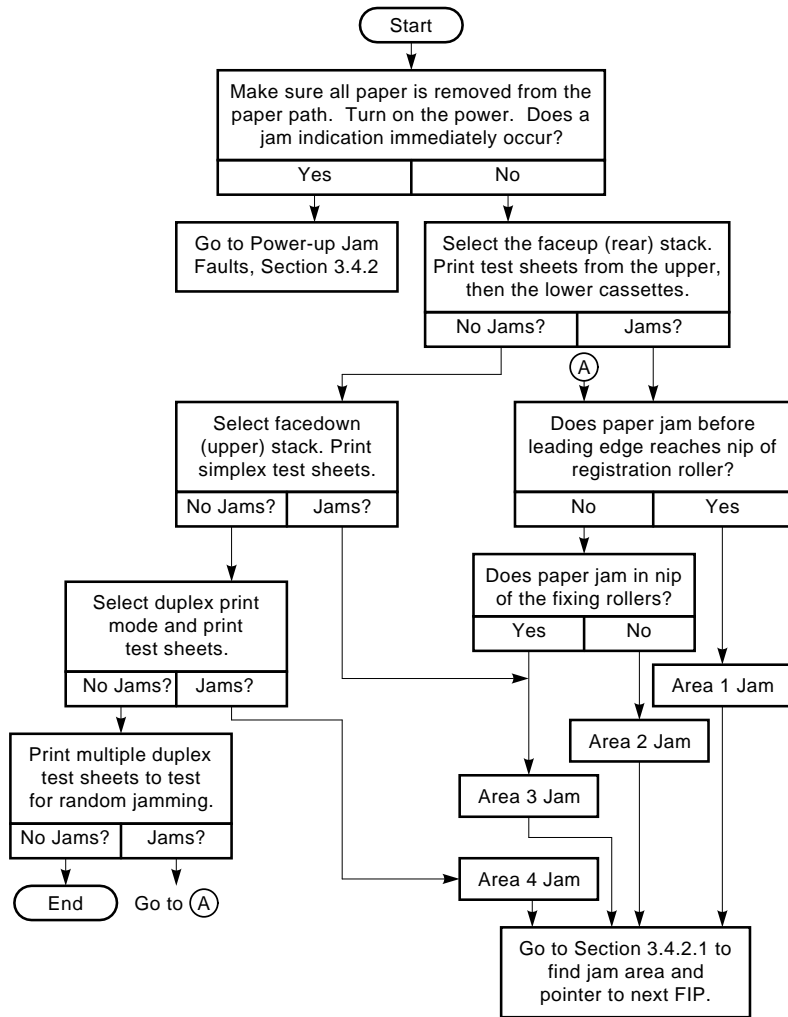 Start
Make sure all paper is removed from the
paper path. Turn on the power. Does a
jam indication immediately occur?
Yes
No
Go to Power-up Jam
Faults, Section 3.4.2
Select the faceup (rear) stack.
Print test sheets from the upper,
then the lower cassettes.
No Jams?
Jams?
A
Select facedown
(upper) stack. Print
simplex test sheets.
No Jams?
Jams?
Does paper jam before
leading edge reaches nip of
registration roller?
No
Yes
Does paper jam in nip
of the fixing rollers?
Yes
No
Select duplex print
mode and print
test sheets.
No Jams?
Jams?
Area 1 Jam
Area 2 Jam
Area 3 Jam
Print multiple duplex
test sheets to test
for random jamming.
No Jams?
Jams?
End
Go to A
Area 4 Jam
Go to Section 3.4.2.1 to
find jam area and
pointer to next FIP.